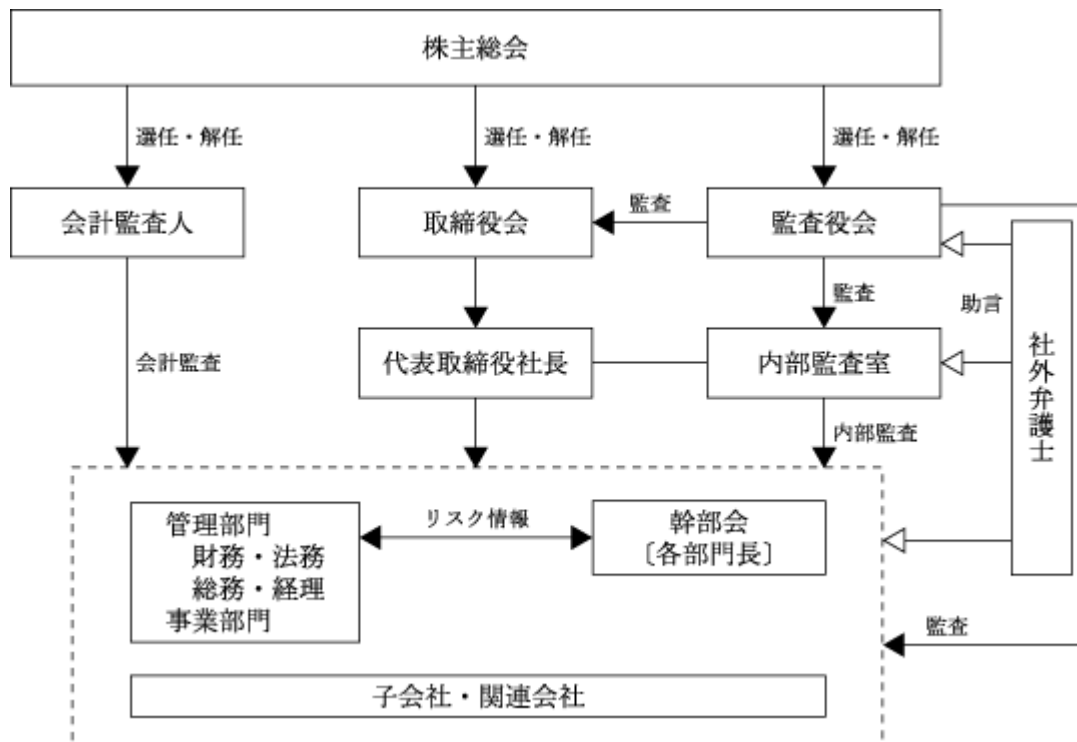 株主総会
選任・解任
選任・解任
選任・解任
会計監査人
取締役会
監査
監査役会
監査
助言
社外弁護士
会計監査
代表取締役社長
内部監査室
内部監査
管理部門
財務・法務
総務・経理
事業部門
リスク情報
幹部会
〔各部門長〕
監査
子会社・関連会社